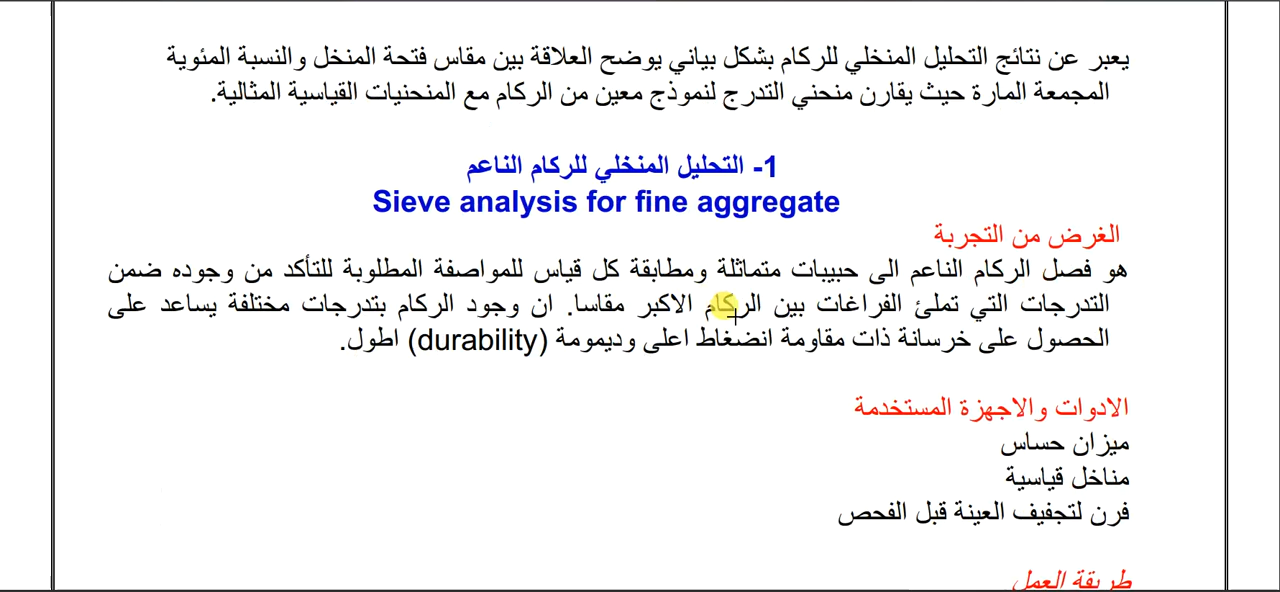 يعبر عن نتائج التحليل المنخلي للركام بشكل بياني يوضح العلاقة بين مقاس فتحة المنخل والنسبة المئوية
المجمعة المارة حيث يقارن منحني التدرج لنموذج معين من الركام مع المنحنيات القياسية المثالية.
1- التحليل المنخلي للركام الناعم
Sieve analysis for fine aggregate
الغرض من التجربة
هو فصل الركام الناعم الى حبيبات متماثلة ومطابقة كل قياس للمواصفة المطلوبة للتأكد من وجوده ضمن
التدرجات التي تملئ الفراغات بين الركام الاكبر مقاسا. ان وجود الركام بتدرجات مختلفة يساعد على
الحصول على خرسانة ذات مقاومة انضغاط اعلى وديمومة (durability) اطول.
الادوات والاجهزة المستخدمة
ميزان حساس
مناخل قياسية
فرن لتجفيف العينة قبل الفحص
طريقة العمل